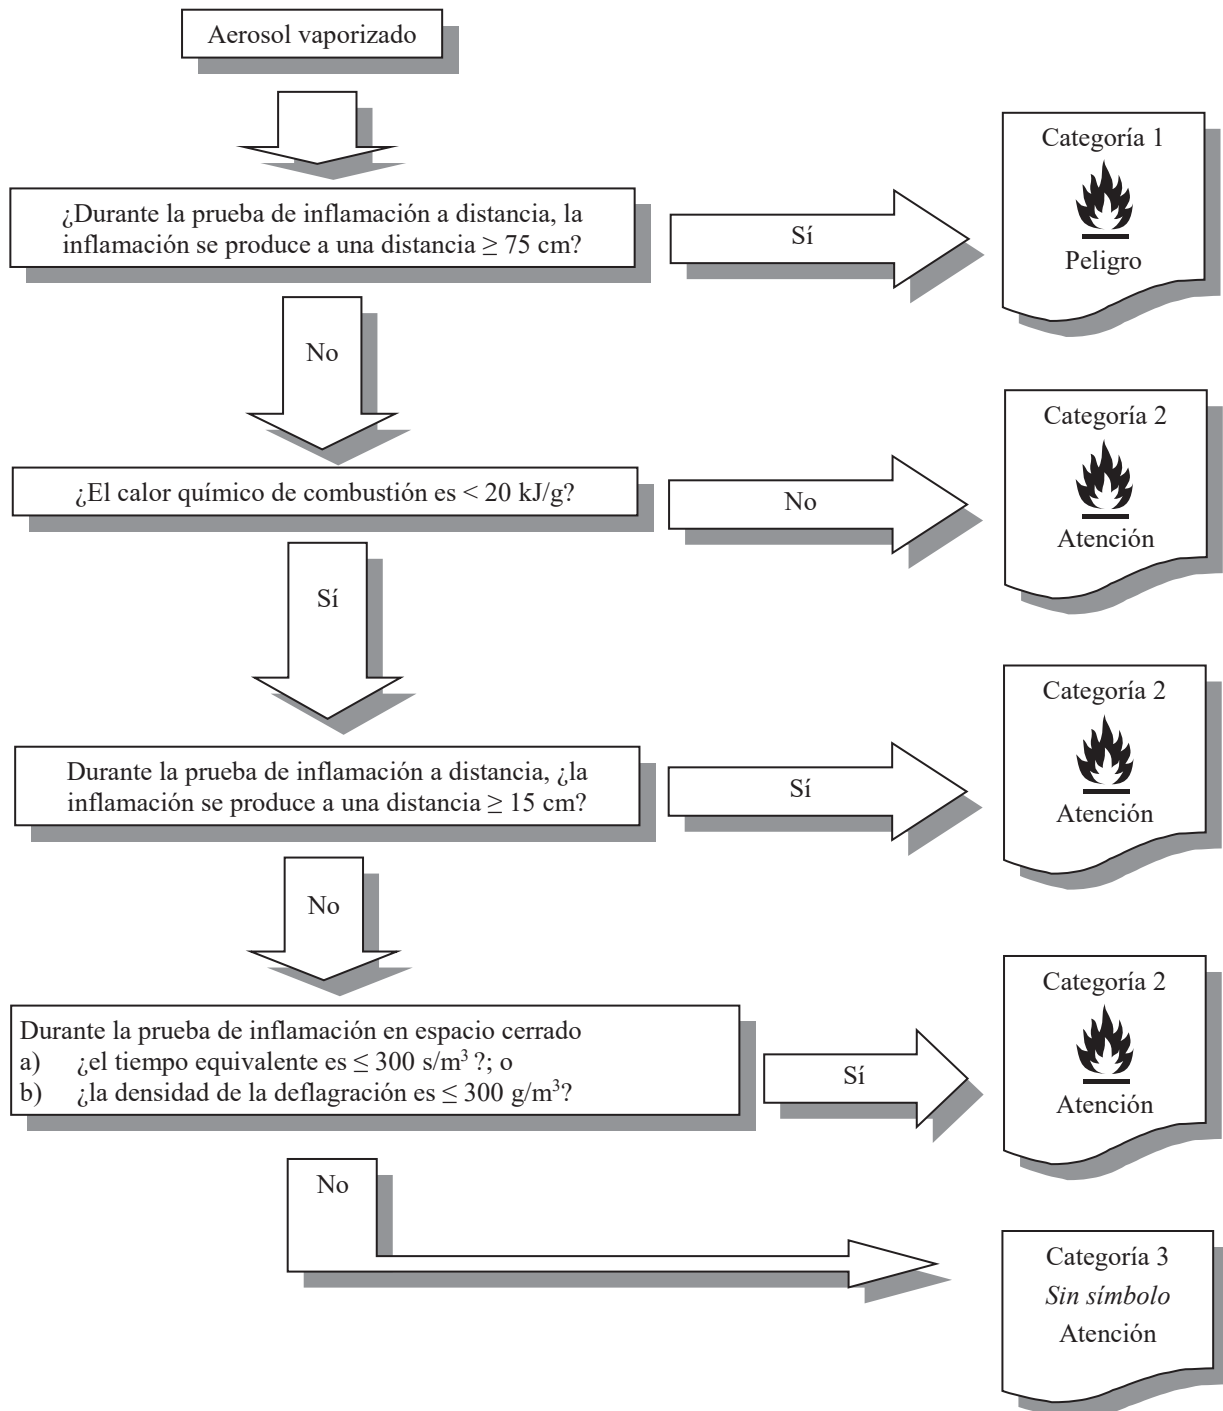 Aerosol vaporizado
¿Durante la prueba de inflamación a distancia, la
inflamación se produce a una distancia ≥ 75 cm?
Sí
Categoría 1
Peligro
No
¿El calor químico de combustión es < 20 kJ/g?
No
Categoría 2
Atención
Sí
Durante la prueba de inflamación a distancia, ¿la
inflamación se produce a una distancia ≥ 15 cm?
Sí
Categoría 2
Atención
No
Durante la prueba de inflamación en espacio cerrado
a) ¿el tiempo equivalente es ≤ 300 s/m³ ?; o
b) ¿la densidad de la deflagración es ≤ 300 g/m³?
Sí
Categoría 2
Atención
No
Categoría 3
Sin símbolo
Atención